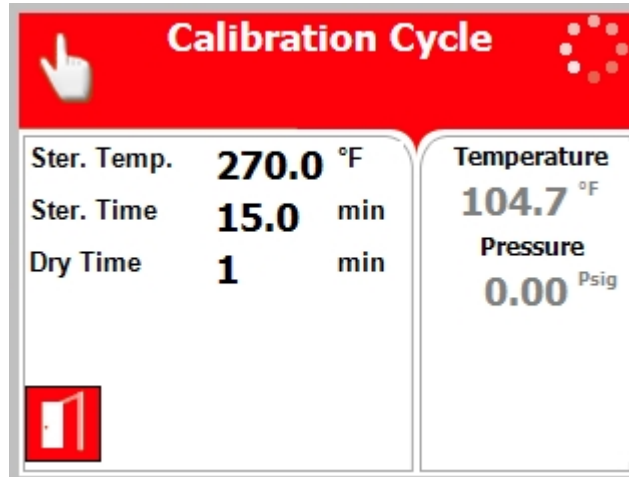 Calibration Cycle
Ster. Temp. 270.0 °F
Ster. Time 15.0 min
Dry Time 1 min
Temperature
104.7 °F
Pressure
0.00 Psig